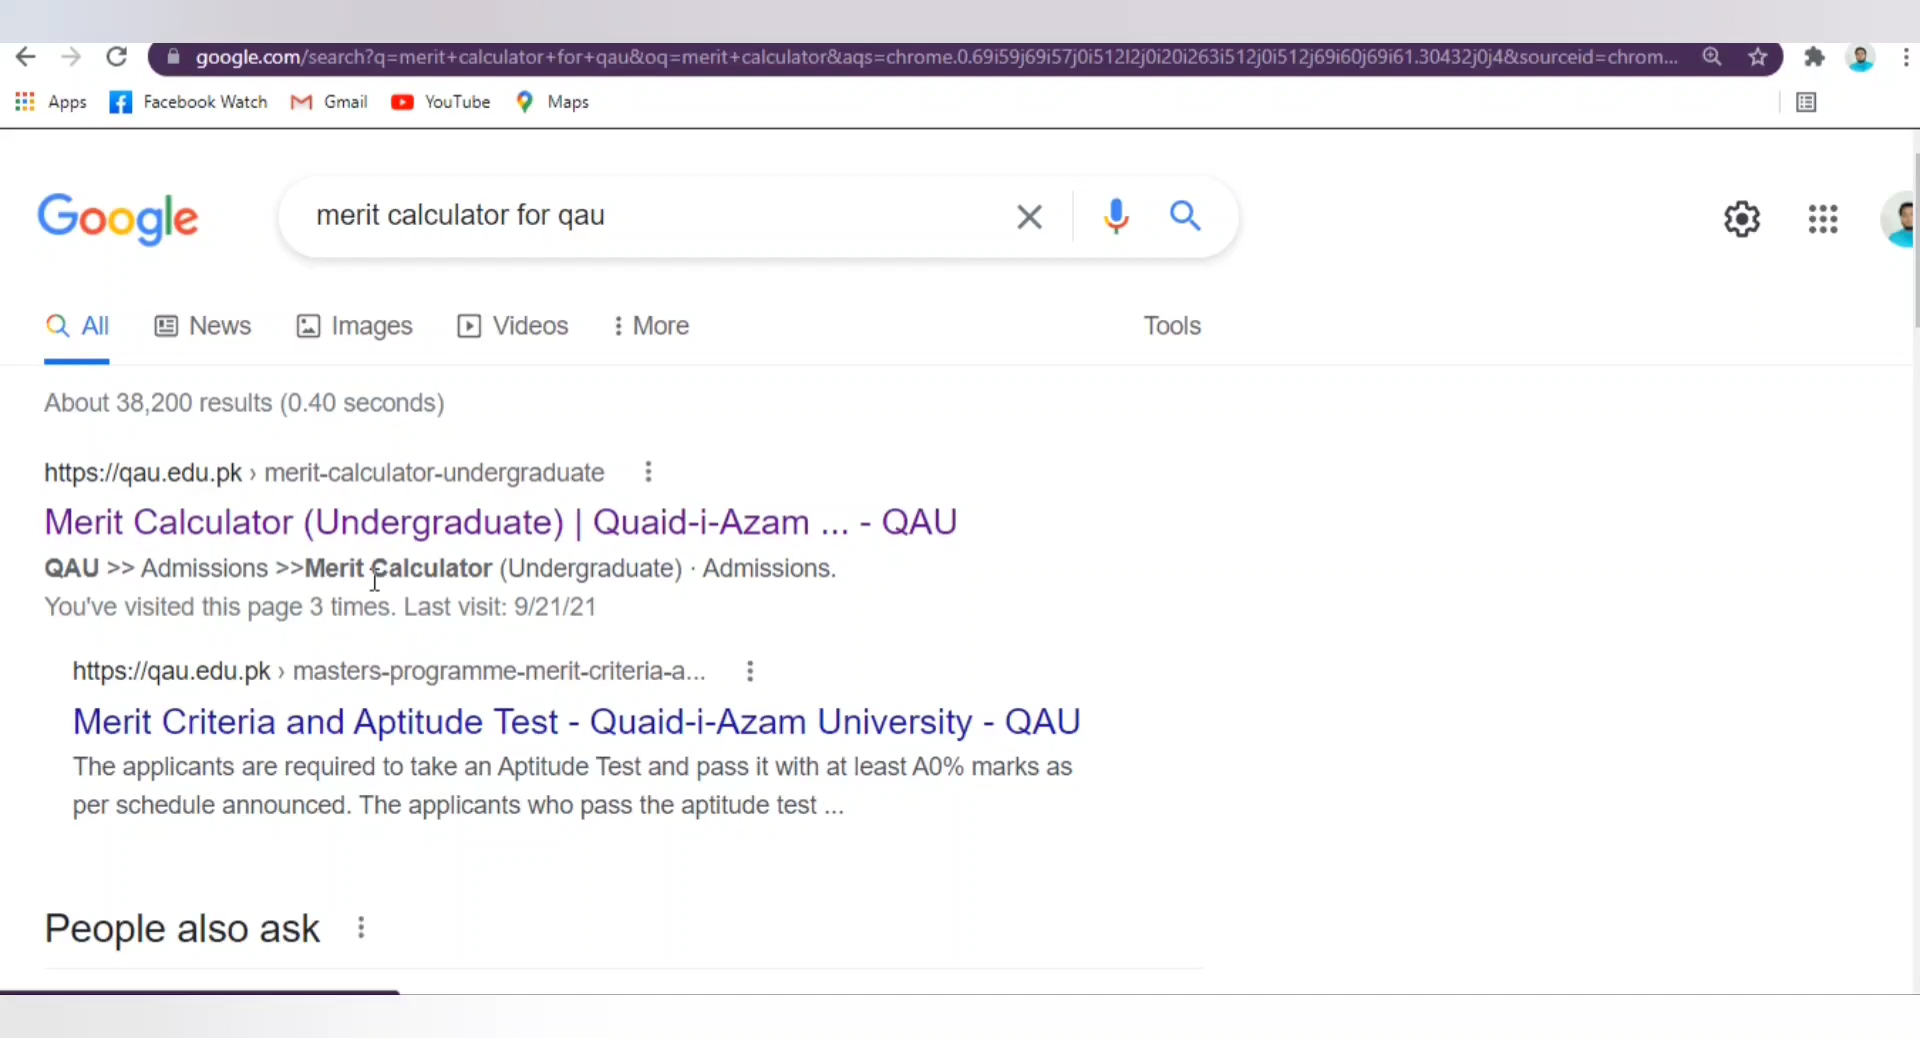 google.com/search?q=merit+calculator+for+qau&oq=merit+calculator&aqs=chrome.0.69i59j69i57j0i512l2j0i20i263i512j0i512j69i60j69i61.30432j0j4&sourceid=chrom...
Apps Facebook Watch Gmail YouTube Maps
Google merit calculator for qau
All News Images Videos More Tools
About 38,200 results (0.40 seconds)
https://qau.edu.pk › merit-calculator-undergraduate
Merit Calculator (Undergraduate) | Quaid-i-Azam ... - QAU
QAU >> Admissions >>Merit Calculator (Undergraduate) · Admissions.
You've visited this page 3 times. Last visit: 9/21/21
https://qau.edu.pk › masters-programme-merit-criteria-a...
Merit Criteria and Aptitude Test - Quaid-i-Azam University - QAU
The applicants are required to take an Aptitude Test and pass it with at least A0% marks as
per schedule announced. The applicants who pass the aptitude test ...
People also ask